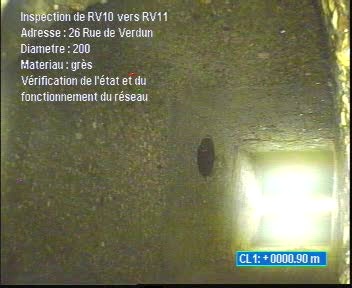 Inspection de RV10 vers RV11
Adresse : 26 Rue de Verdun
Diametre : 200
Materiau : grès
Vérification de l'état et du
fonctionnement du réseau
CL1: +0000.90 m